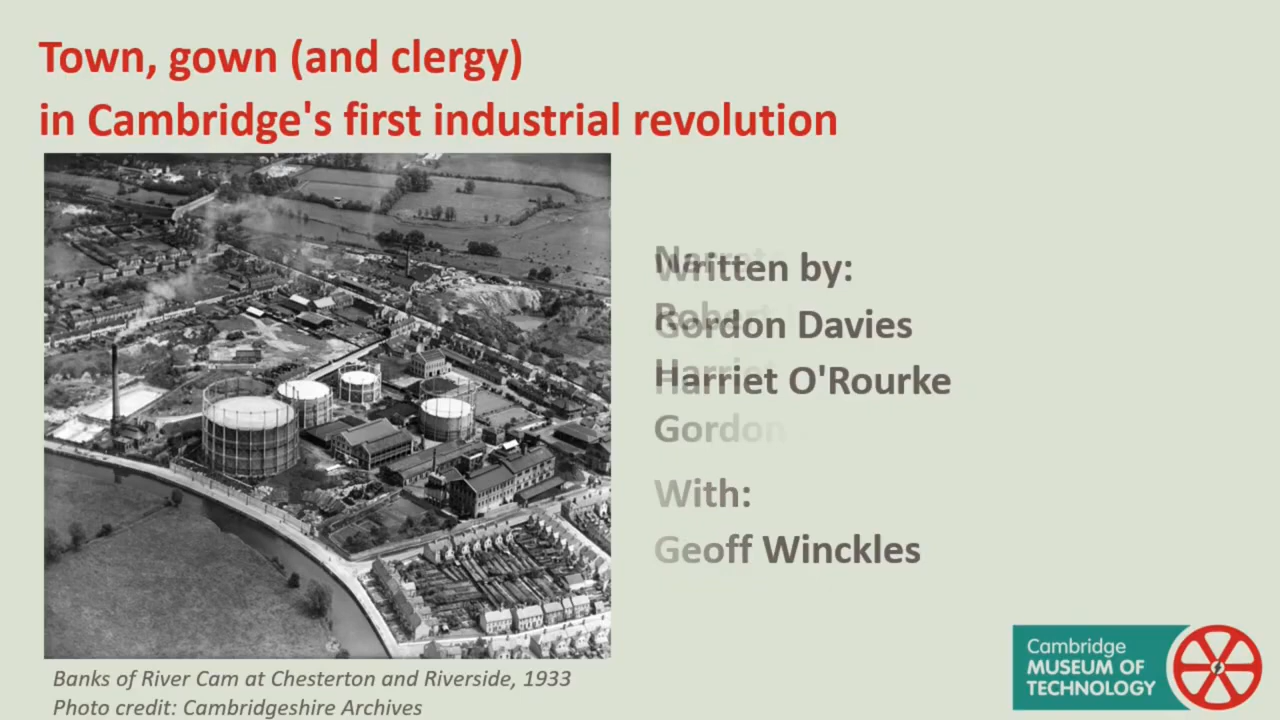 Town, gown (and clergy)
in Cambridge's first industrial revolution
Written by:
Gordon Davies
Harriet O'Rourke
Gordon
With:
Geoff Winckles
Banks of River Cam at Chesterton and Riverside, 1933
Photo credit: Cambridgeshire Archives
Cambridge
MUSEUM OF
TECHNOLOGY